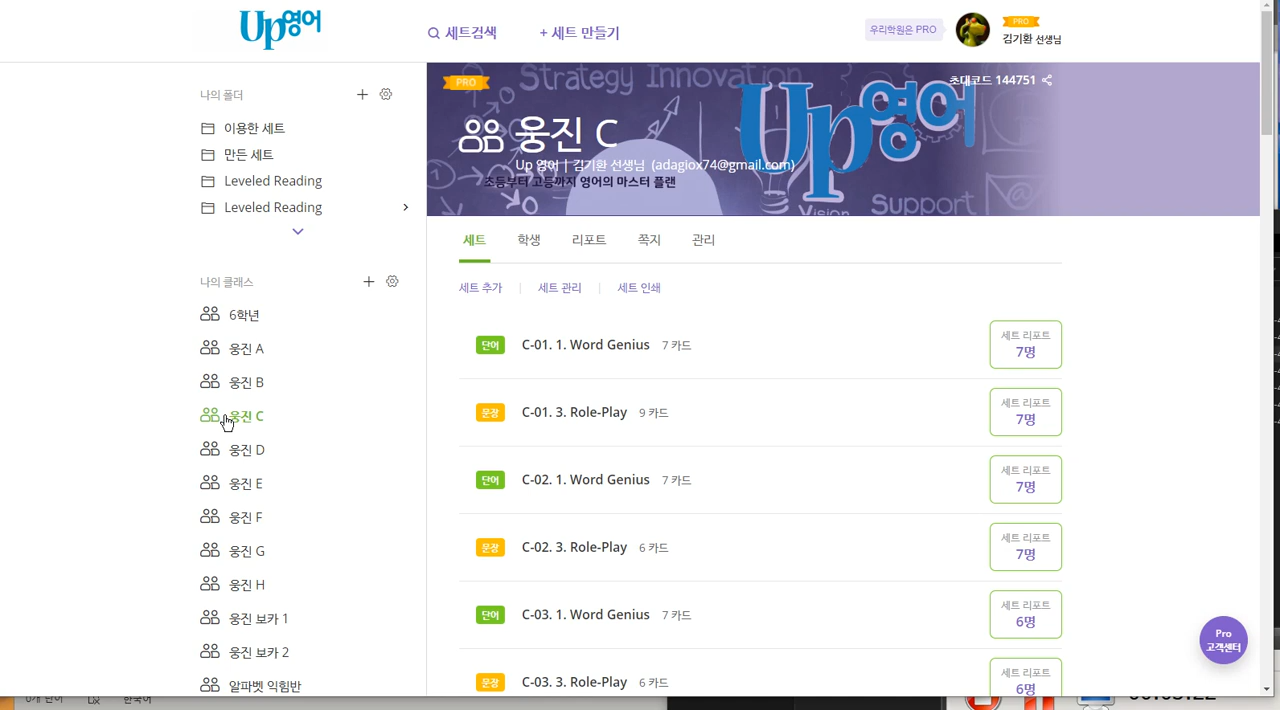 Up영어
세트검색
+ 세트 만들기
우리학원은 PRO
PRO
김기환 선생님
나의 폴더
이용한 세트
만든 세트
Leveled Reading
Leveled Reading
나의 클래스
6학년
웅진 A
웅진 B
웅진 C
웅진 D
웅진 E
웅진 F
웅진 G
웅진 H
웅진 보카 1
웅진 보카 2
알파벳 익힘반
PRO
Strategy Innovation
초대코드 144751
Up영어
웅진 C
Up 영어 | 김기환 선생님 (adagiox74@gmail.com)
초등부터 고등까지 영어의 마스터 플랜
Vision Support
세트 학생 리포트 쪽지 관리
세트 추가 | 세트 관리 | 세트 인쇄
단어 C-01. 1. Word Genius 7 카드
세트 리포트
7명
문장 C-01. 3. Role-Play 9 카드
세트 리포트
7명
단어 C-02. 1. Word Genius 7 카드
세트 리포트
7명
문장 C-02. 3. Role-Play 6 카드
세트 리포트
7명
단어 C-03. 1. Word Genius 7 카드
세트 리포트
6명
문장 C-03. 3. Role-Play 6 카드
세트 리포트
6명
Pro
고객센터
한국어